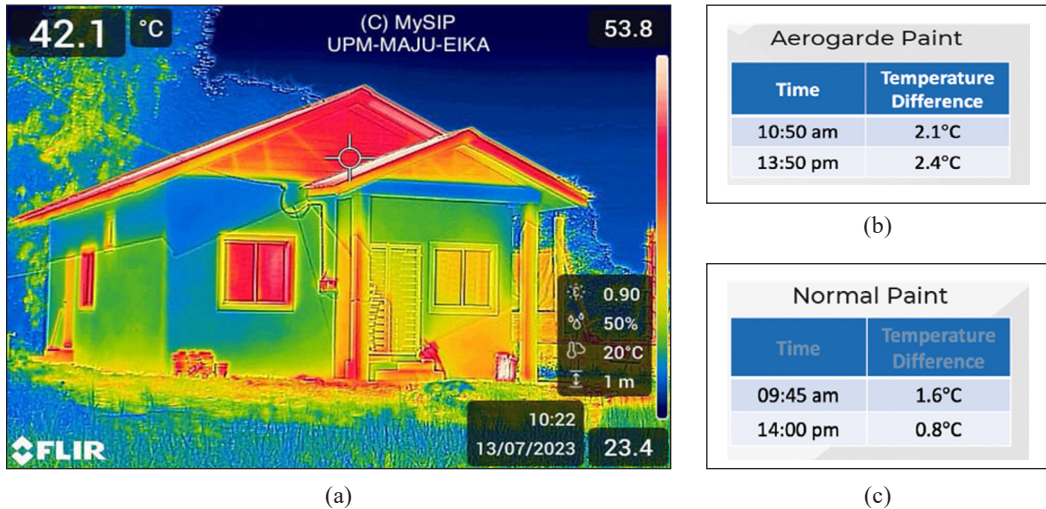 42.1 °C
(C) MySIP
UPM-MAJU-EIKA
53.8
0.90
50%
20°C
1 m
10:22
13/07/2023
23.4
FLIR
(a)
Aerogarde Paint
Time Temperature Difference
10:50 am 2.1°C
13:50 pm 2.4°C
(b)
Normal Paint
Time Temperature Difference
09:45 am 1.6°C
14:00 pm 0.8°C
(c)